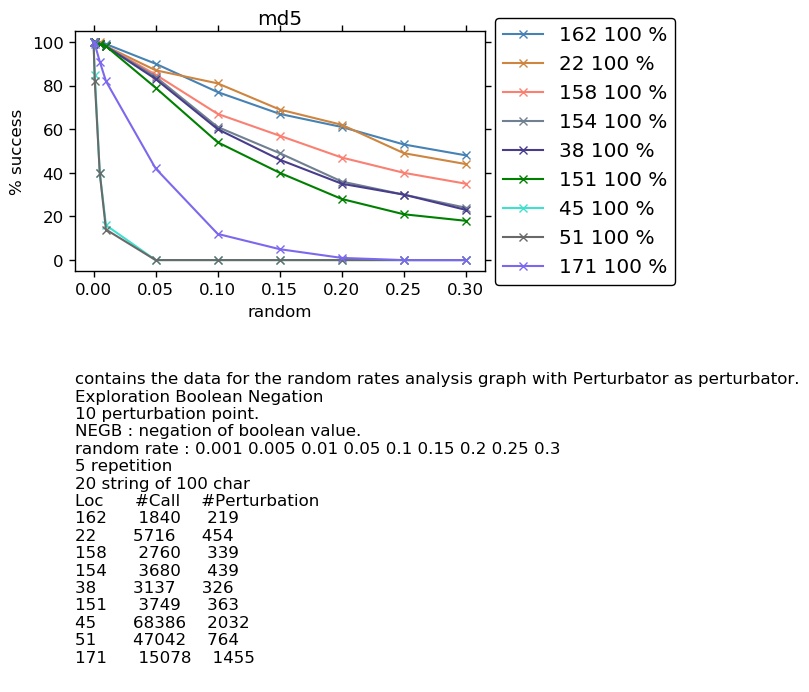 md5
100
80
60
40
20
0
% success
0.00 0.05 0.10 0.15 0.20 0.25 0.30
random
162 100 %
22 100 %
158 100 %
154 100 %
38 100 %
151 100 %
45 100 %
51 100 %
171 100 %
contains the data for the random rates analysis graph with Perturbator as perturbator.
Exploration Boolean Negation
10 perturbation point.
NEGB : negation of boolean value.
random rate : 0.001 0.005 0.01 0.05 0.1 0.15 0.2 0.25 0.3
5 repetition
20 string of 100 char
Loc #Call #Perturbation
162 1840 219
22 5716 454
158 2760 339
154 3680 439
38 3137 326
151 3749 363
45 68386 2032
51 47042 764
171 15078 1455